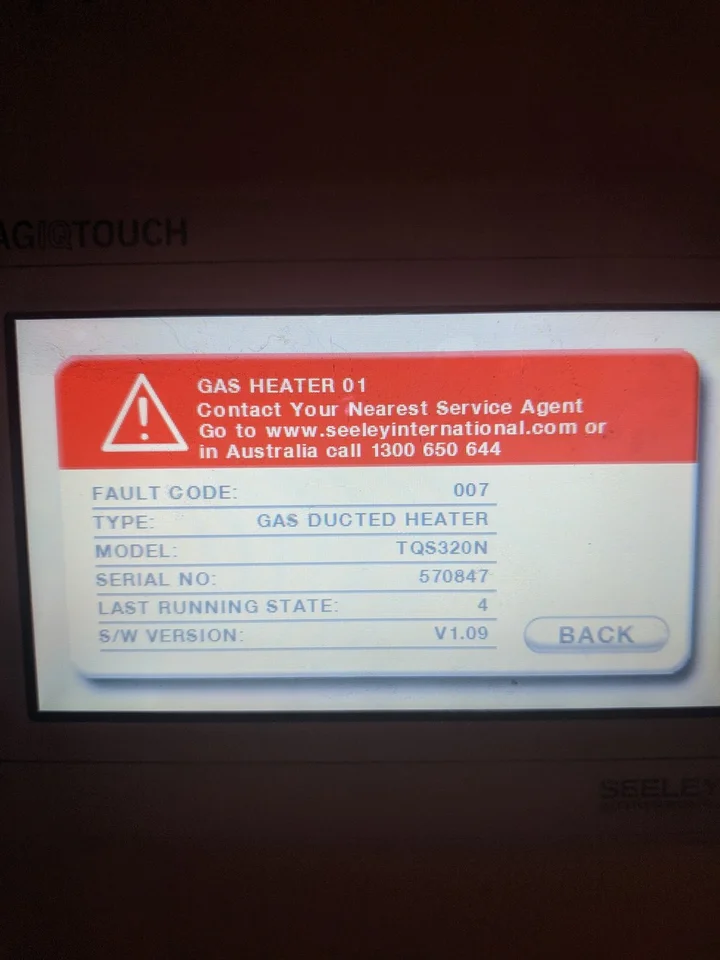 AGIQTOUCH
GAS HEATER 01
Contact Your Nearest Service Agent
Go to www.seeleyinternational.com or
in Australia call 1300 650 644
FAULT CODE: 007
TYPE: GAS DUCTED HEATER
MODEL: TQS320N
SERIAL NO: 570847
LAST RUNNING STATE: 4
S/W VERSION: V1.09
BACK
SEELEY